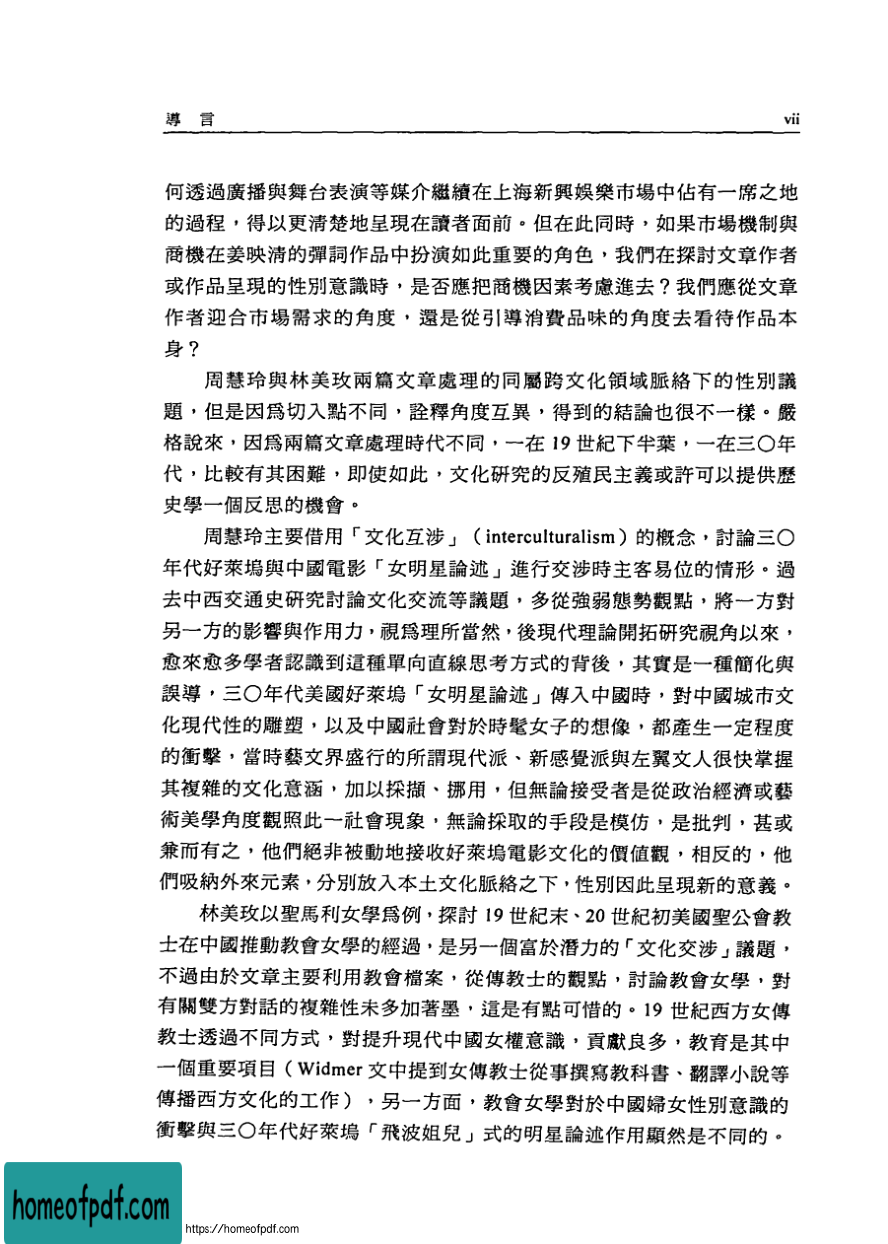 導 言 vii
何透過廣播與舞台表演等媒介繼續在上海新興娛樂市場中佔有一席之地
的過程，得以更清楚地呈現在讀者面前。但在此同時，如果市場機制與
商機在姜映清的彈詞作品中扮演如此重要的角色，我們在探討文章作者
或作品呈現的性別意識時，是否應把商機因素考慮進去？我們應從文章
作者迎合市場需求的角度，還是從引導消費品味的角度去看待作品本
身？
周慧玲與林美玫兩篇文章處理的同屬跨文化領域脈絡下的性別議
題，但是因爲切入點不同，詮釋角度互異，得到的結論也很不一樣。嚴
格說來，因爲兩篇文章處理時代不同，一在 19 世紀下半葉，一在三〇年
代，比較有其困難，即使如此，文化研究的反殖民主義或許可以提供歷
史學一個反思的機會。
周慧玲主要借用「文化互涉」（interculturalism）的概念，討論三〇
年代好萊塢與中國電影「女明星論述」進行交涉時主客易位的情形。過
去中西交通史研究討論文化交流等議題，多從強弱態勢觀點，將一方對
另一方的影響與作用力，視爲理所當然，後現代理論開拓研究視角以來，
愈來愈多學者認識到這種單向直線思考方式的背後，其實是一種簡化與
誤導，三〇年代美國好萊塢「女明星論述」傳入中國時，對中國城市文
化現代性的雕塑，以及中國社會對於時髦女子的想像，都產生一定程度
的衝擊，當時藝文界盛行的所謂現代派、新感覺派與左翼文人很快掌握
其複雜的文化意涵，加以採擷、挪用，但無論接受者是從政治經濟或藝
術美學角度觀照此一社會現象，無論採取的手段是模仿，是批判，甚或
兼而有之，他們絕非被動地接收好萊塢電影文化的價值觀，相反的，他
們吸納外來元素，分別放入本土文化脈絡之下，性別因此呈現新的意義。
林美玫以聖馬利女學爲例，探討 19 世紀末、20 世紀初美國聖公會教
士在中國推動教會女學的經過，是另一個富於潛力的「文化交涉」議題，
不過由於文章主要利用教會檔案，從傳教士的觀點，討論教會女學，對
有關雙方對話的複雜性未多加著墨，這是有點可惜的。19 世紀西方女傳
教士透過不同方式，對提升現代中國女權意識，貢獻良多，教育是其中
一個重要項目（Widmer 文中提到女傳教士從事撰寫教科書、翻譯小說等
傳播西方文化的工作），另一方面，教會女學對於中國婦女性別意識的
衝擊與三〇年代好萊塢「飛波姐兒」式的明星論述作用顯然是不同的。
homeofpdf.com
https://homeofpdf.com